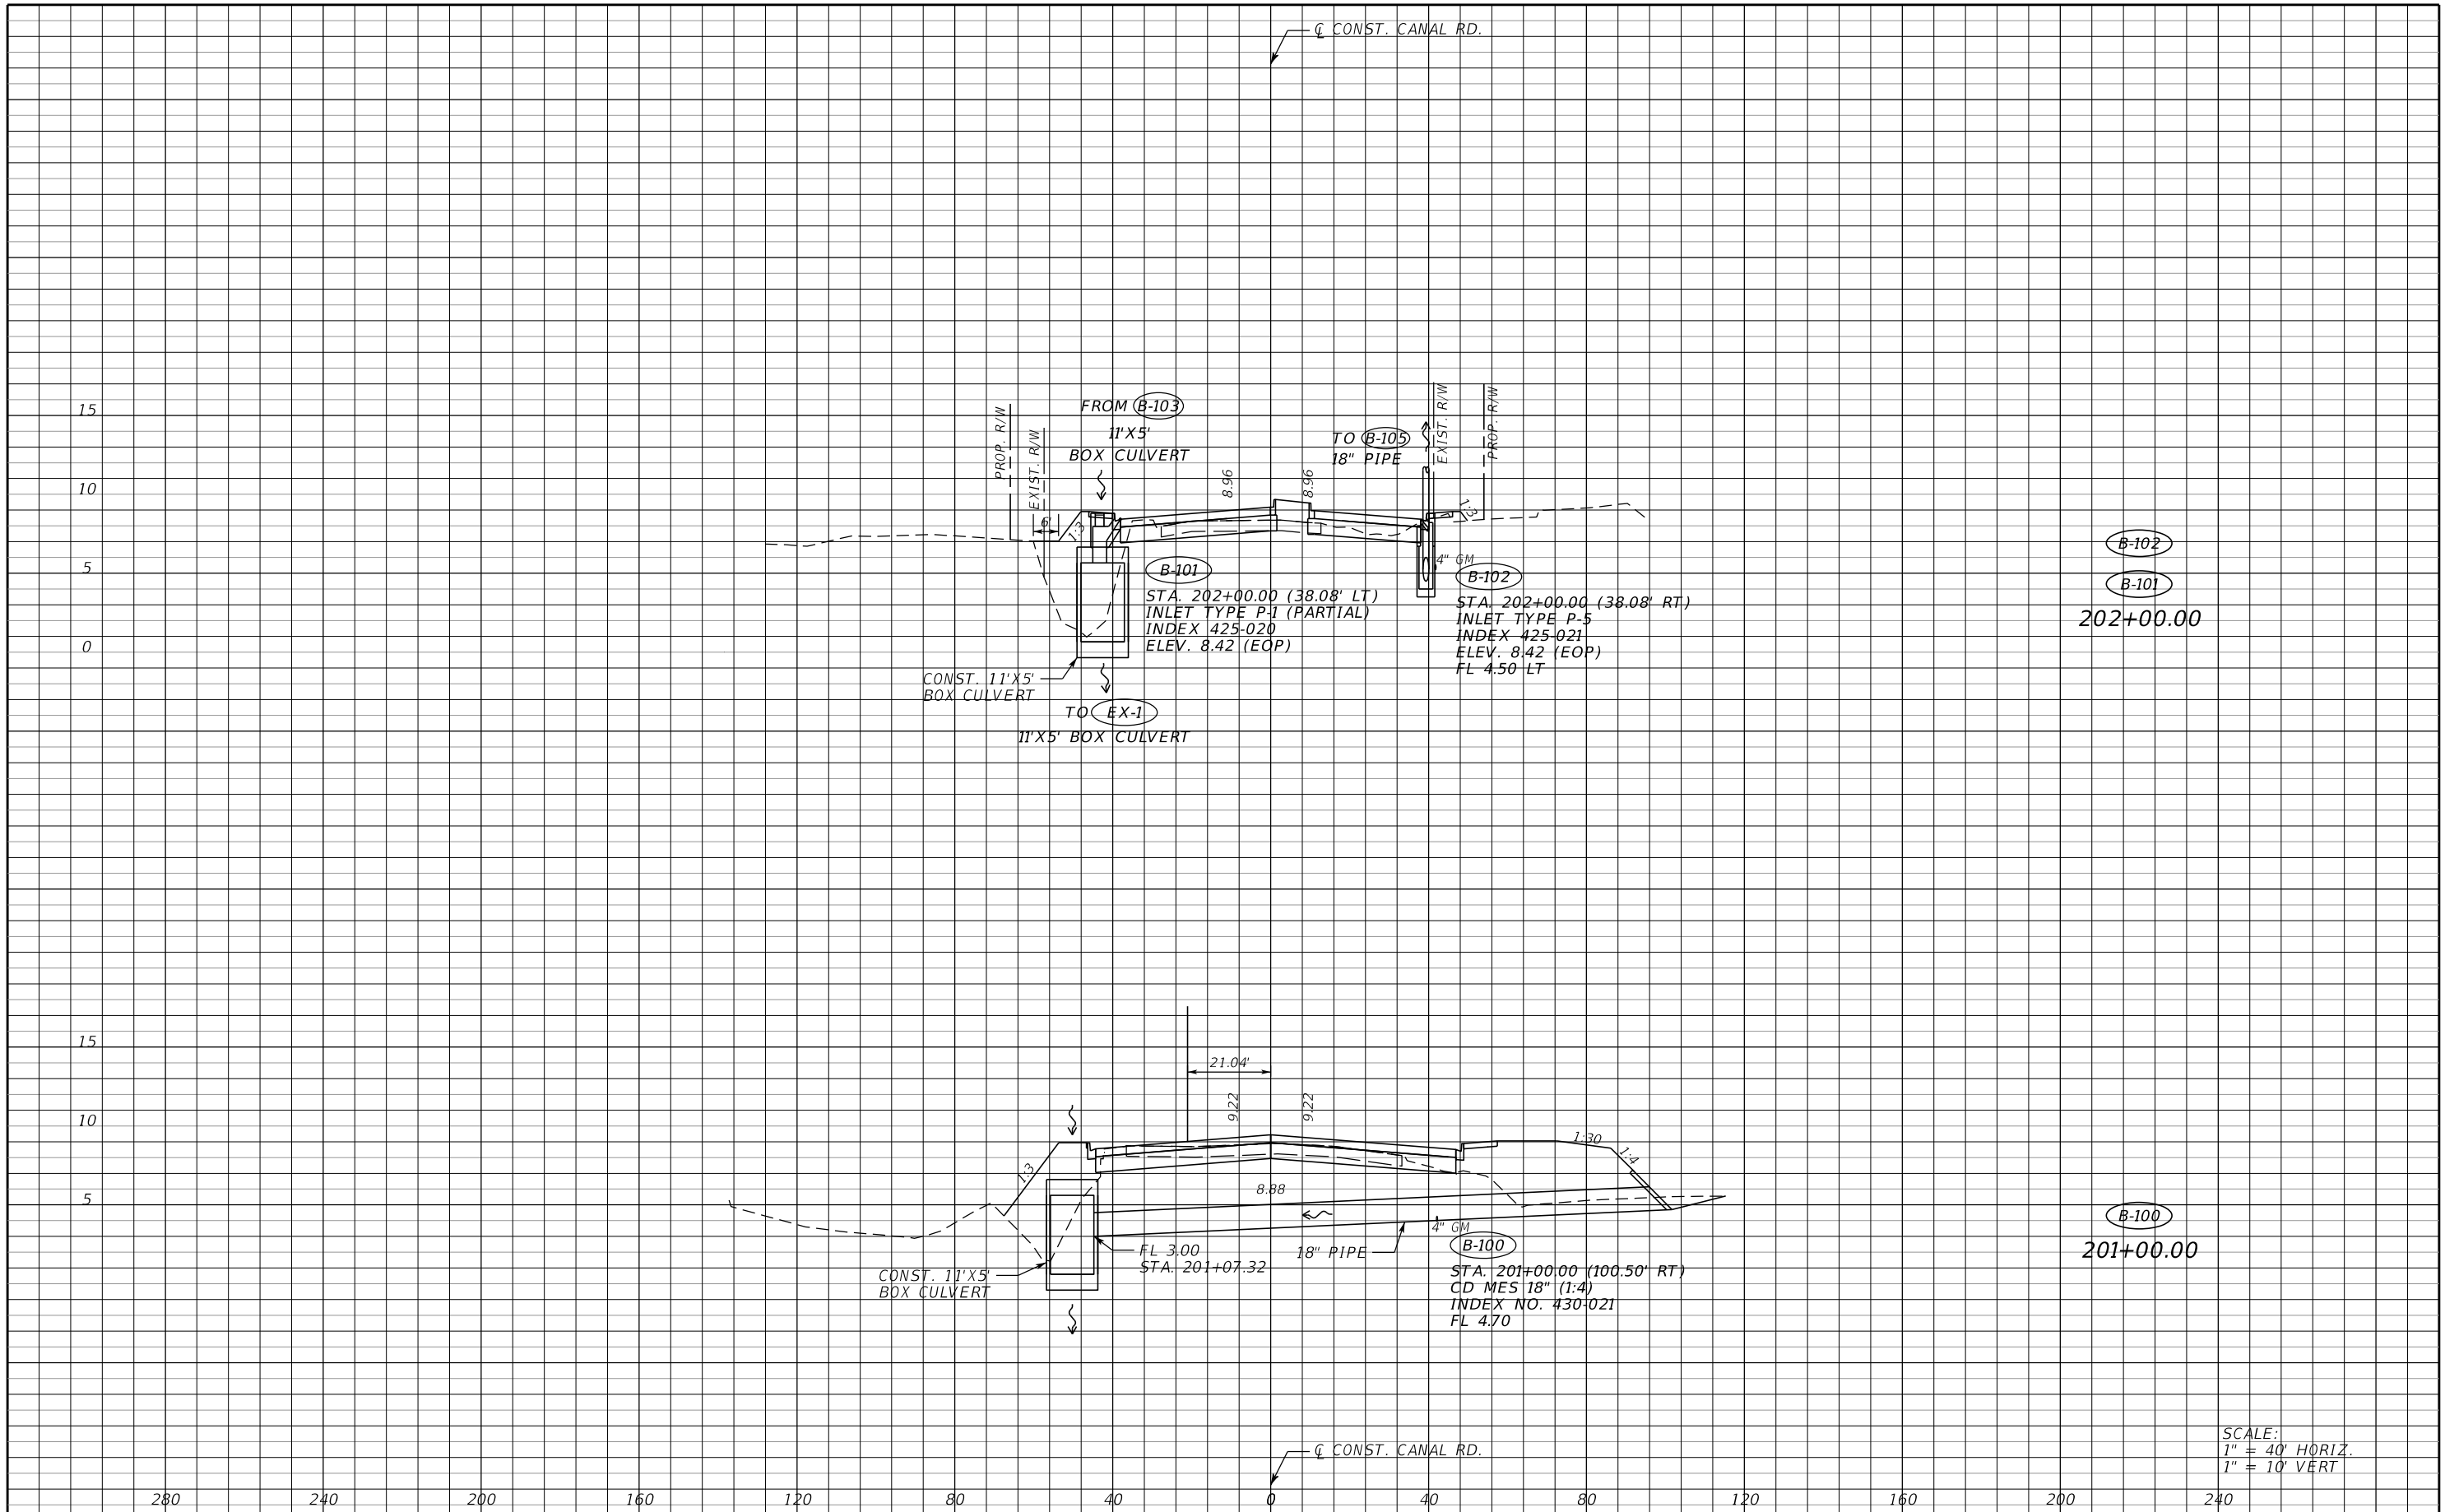 ℄ CONST. CANAL RD.
15
10
5
0
PROP. R/W
EXIST. R/W
6'
1:3
FROM B-103
11'X5'
BOX CULVERT
8.96
8.96
TO B-105
18" PIPE
EXIST. R/W
PROP. R/W
1:3
4" GM
B-101
STA. 202+00.00 (38.08' LT)
INLET TYPE P-1 (PARTIAL)
INDEX 425-020
ELEV. 8.42 (EOP)
B-102
STA. 202+00.00 (38.08' RT)
INLET TYPE P-5
INDEX 425-021
ELEV. 8.42 (EOP)
FL 4.50 LT
CONST. 11'X5'
BOX CULVERT
TO EX-1
11'X5' BOX CULVERT
B-102
B-101
202+00.00
15
10
5
21.04'
9.22
9.22
1:3
1:30
1:4
8.88
FL 3.00
STA. 201+07.32
18" PIPE
4" GM
CONST. 11'X5'
BOX CULVERT
B-100
STA. 201+00.00 (100.50' RT)
CD MES 18" (1:4)
INDEX NO. 430-021
FL 4.70
B-100
201+00.00
℄ CONST. CANAL RD.
SCALE:
1" = 40' HORIZ.
1" = 10' VERT
280 240 200 160 120 80 40 0 40 80 120 160 200 240